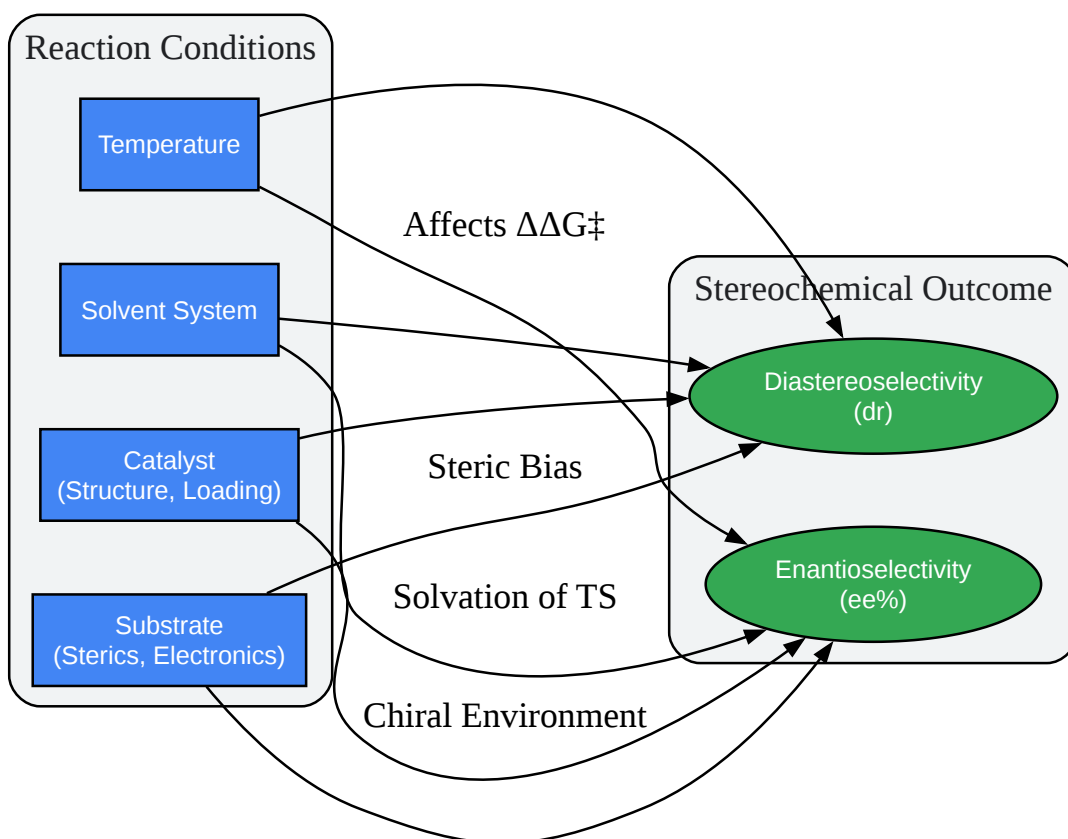 Reaction Conditions
Temperature
Solvent System
Catalyst
(Structure, Loading)
Substrate
(Sterics, Electronics)
Affects ΔΔG‡
Steric Bias
Solvation of TS
Chiral Environment
Stereochemical Outcome
Diastereoselectivity
(dr)
Enantioselectivity
(ee%)